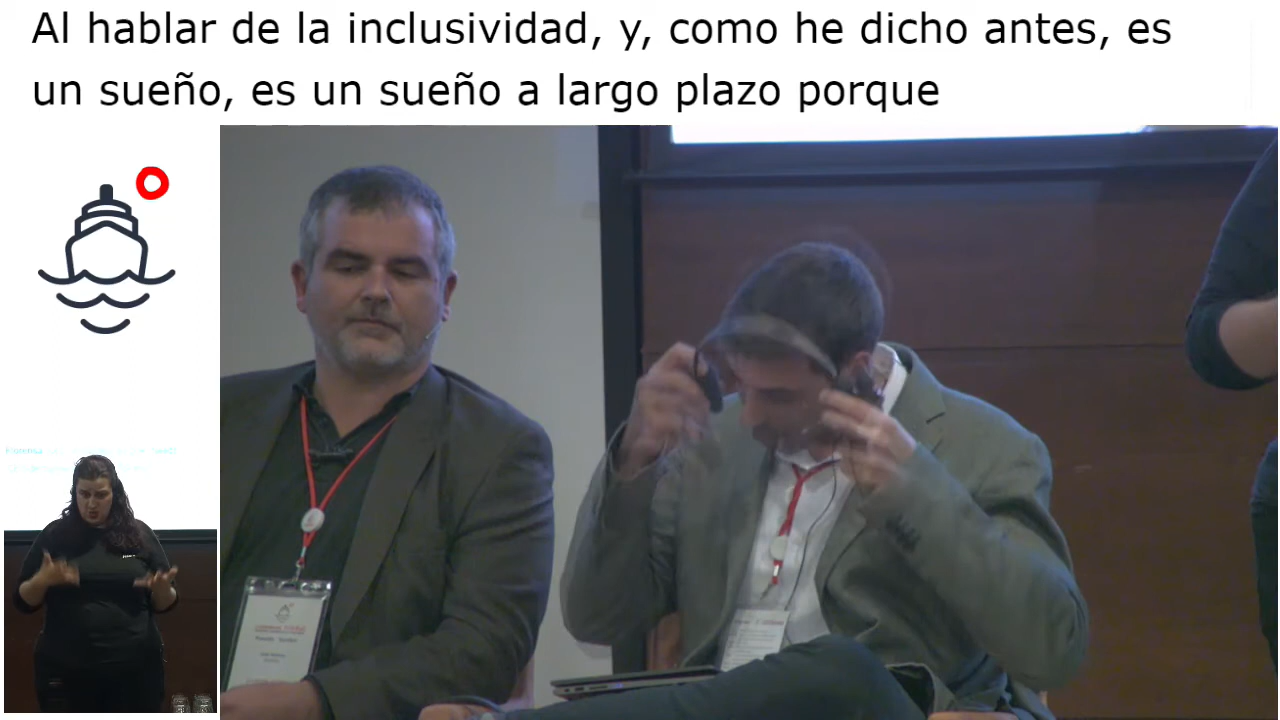 Al hablar de la inclusividad, y, como he dicho antes, es
un sueño, es un sueño a largo plazo porque